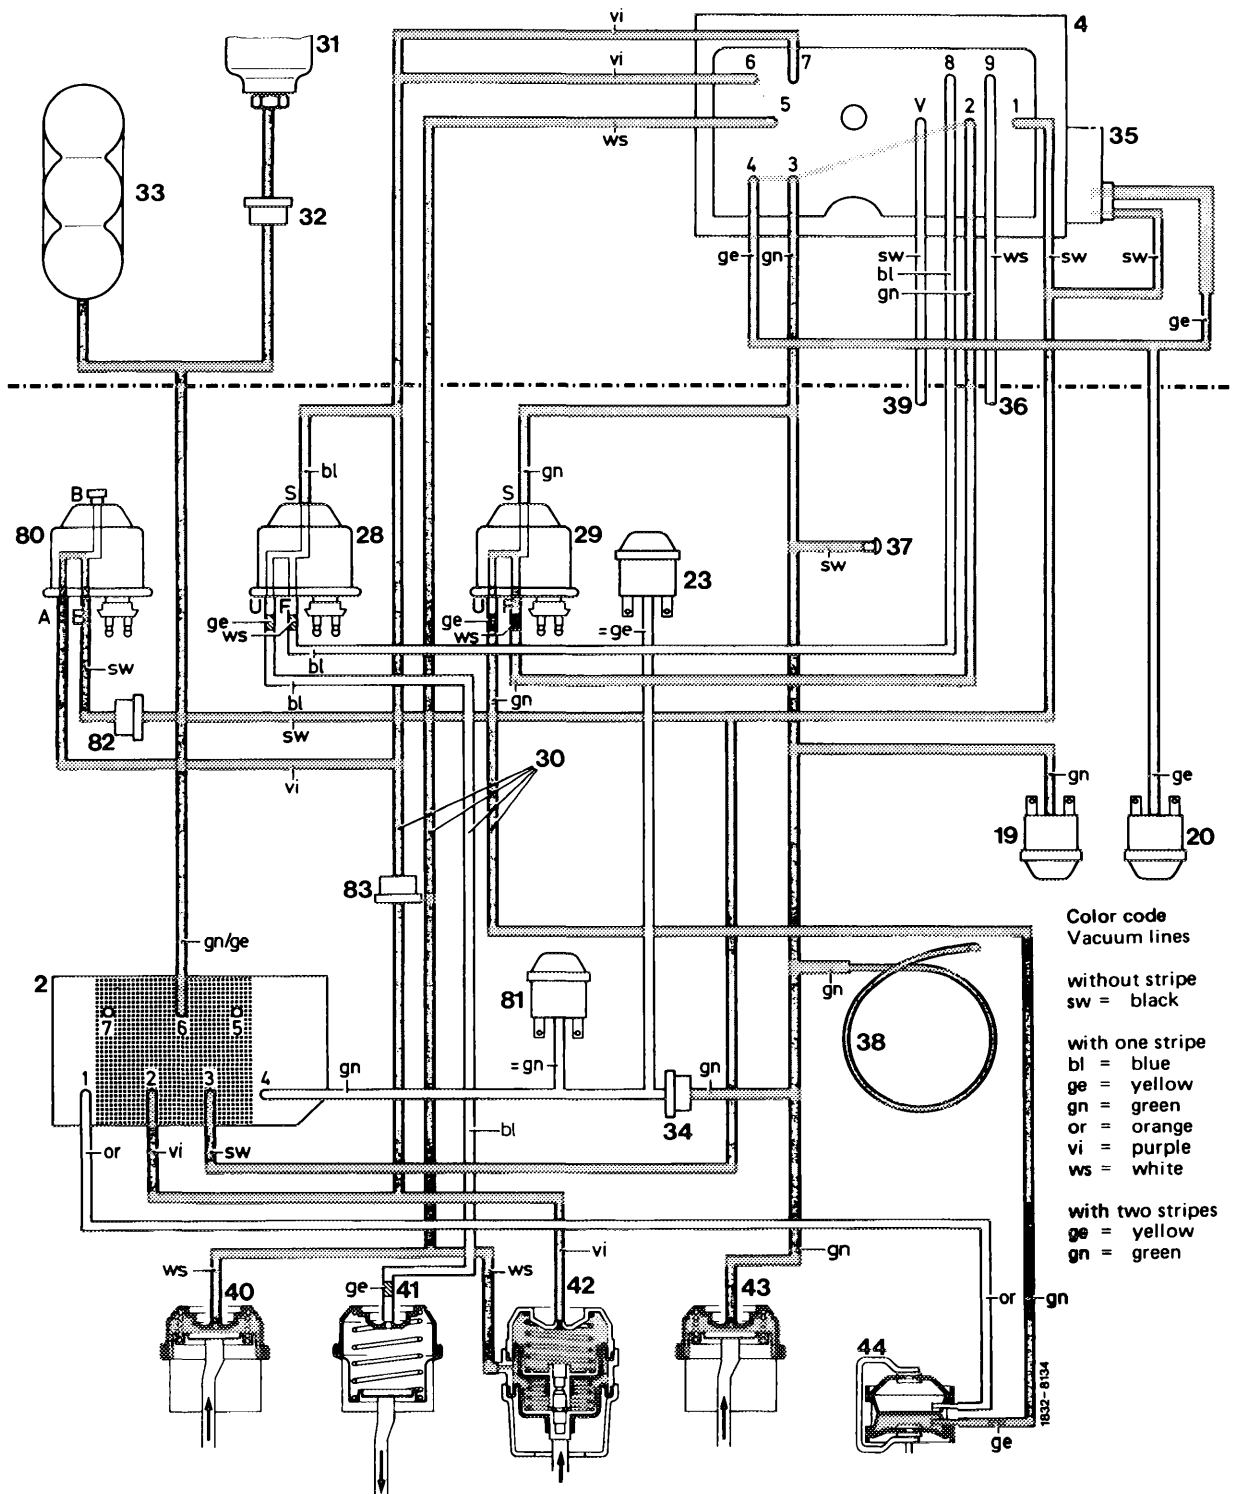 vi
4
31
vi
6
7
8
9
5
V
2
1
ws
35
33
32
4
3
ge
gn
sw
bl
gn
ws
sw
sw
ge
39
36
bl
gn
B
S
S
80
28
29
37
sw
23
A
E
U
F
U
F
ge
ws
ge
ws
=ge
sw
bl
bl
gn
82
sw
vi
30
gn
ge
19
20
83
Color code
Vacuum lines
gn/ge
without stripe
sw = black
2
81
gn
7
6
5
38
with one stripe
bl = blue
ge = yellow
gn = green
or = orange
vi = purple
ws = white
=gn
gn
gn
1
2
3
4
34
bl
or
vi
sw
with two stripes
ge = yellow
gn = green
vi
gn
ws
ws
40
ge
41
42
43
or
gn
44
1832-8134
ge